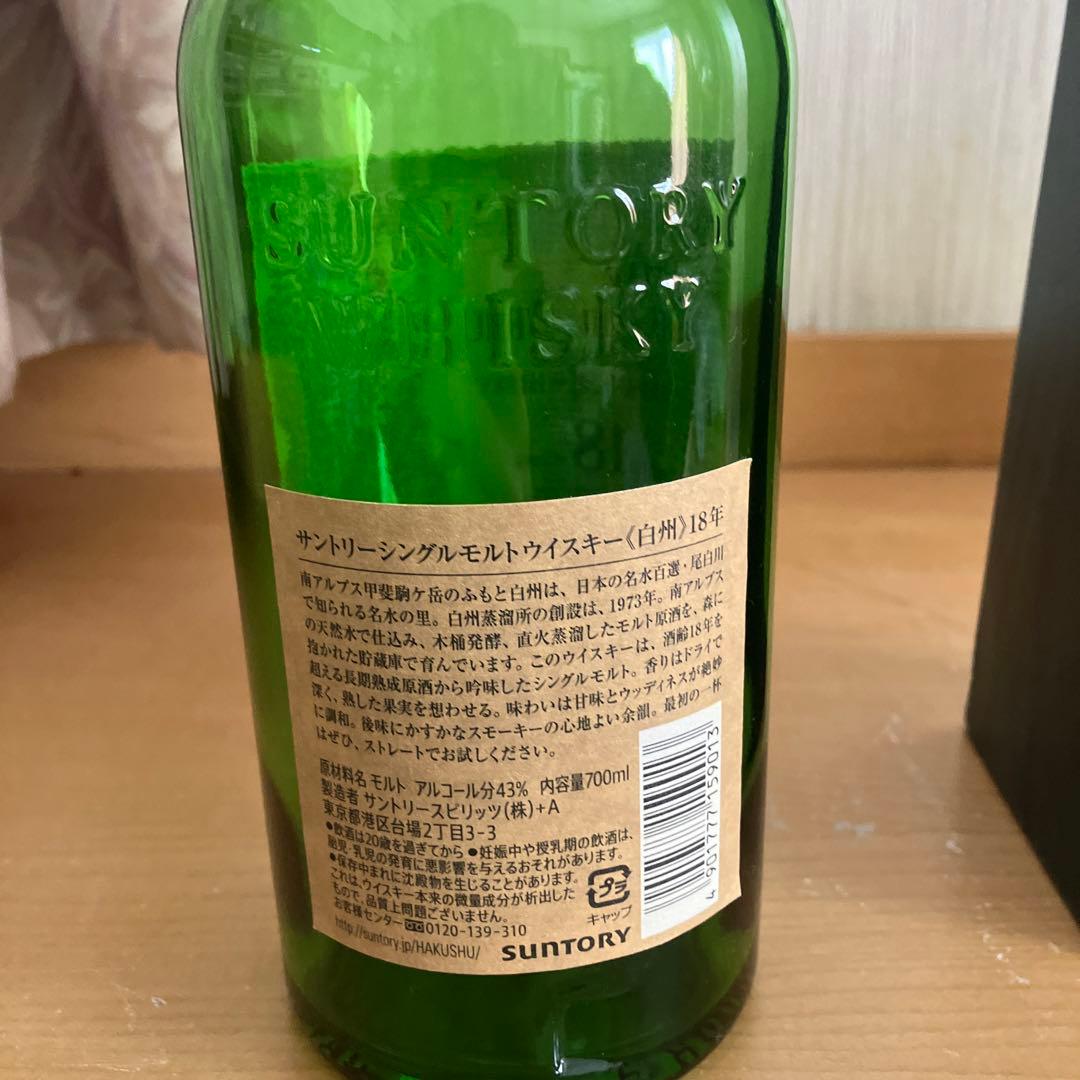 SUNTORY
WHISKY
サントリーシングルモルトウイスキー《白州》18年
南アルプス甲斐駒ケ岳のふもと白州は、日本の名水百選・尾白川
で知られる名水の里。白州蒸溜所の創設は、1973年。南アルプス
の天然水で仕込み、木桶発酵、直火蒸溜したモルト原酒を、森に
抱かれた貯蔵庫で育んでいます。このウイスキーは、酒齢18年を
超える長期熟成原酒から吟味したシングルモルト。香りはドライで
深く、熟した果実を想わせる。味わいは甘味とウッディネスが絶妙
に調和。後味にかすかなスモーキーの心地よい余韻。最初の一杯
はぜひ、ストレートでお試しください。
原材料名 モルト アルコール分43% 内容量700ml
製造者 サントリースピリッツ(株)+A
東京都港区台場2丁目3-3
●飲酒は20歳を過ぎてから ●妊娠中や授乳期の飲酒は、
胎児・乳児の発育に悪影響を与えるおそれがあります。
●保存中まれに沈殿物を生じることがあります。
これは、ウイスキー本来の微量成分が析出した
もので、品質上問題ございません。
お客様センター 0120-139-310
http://suntory.jp/HAKUSHU/
SUNTORY
プラ
キャップ
4 901777 159013